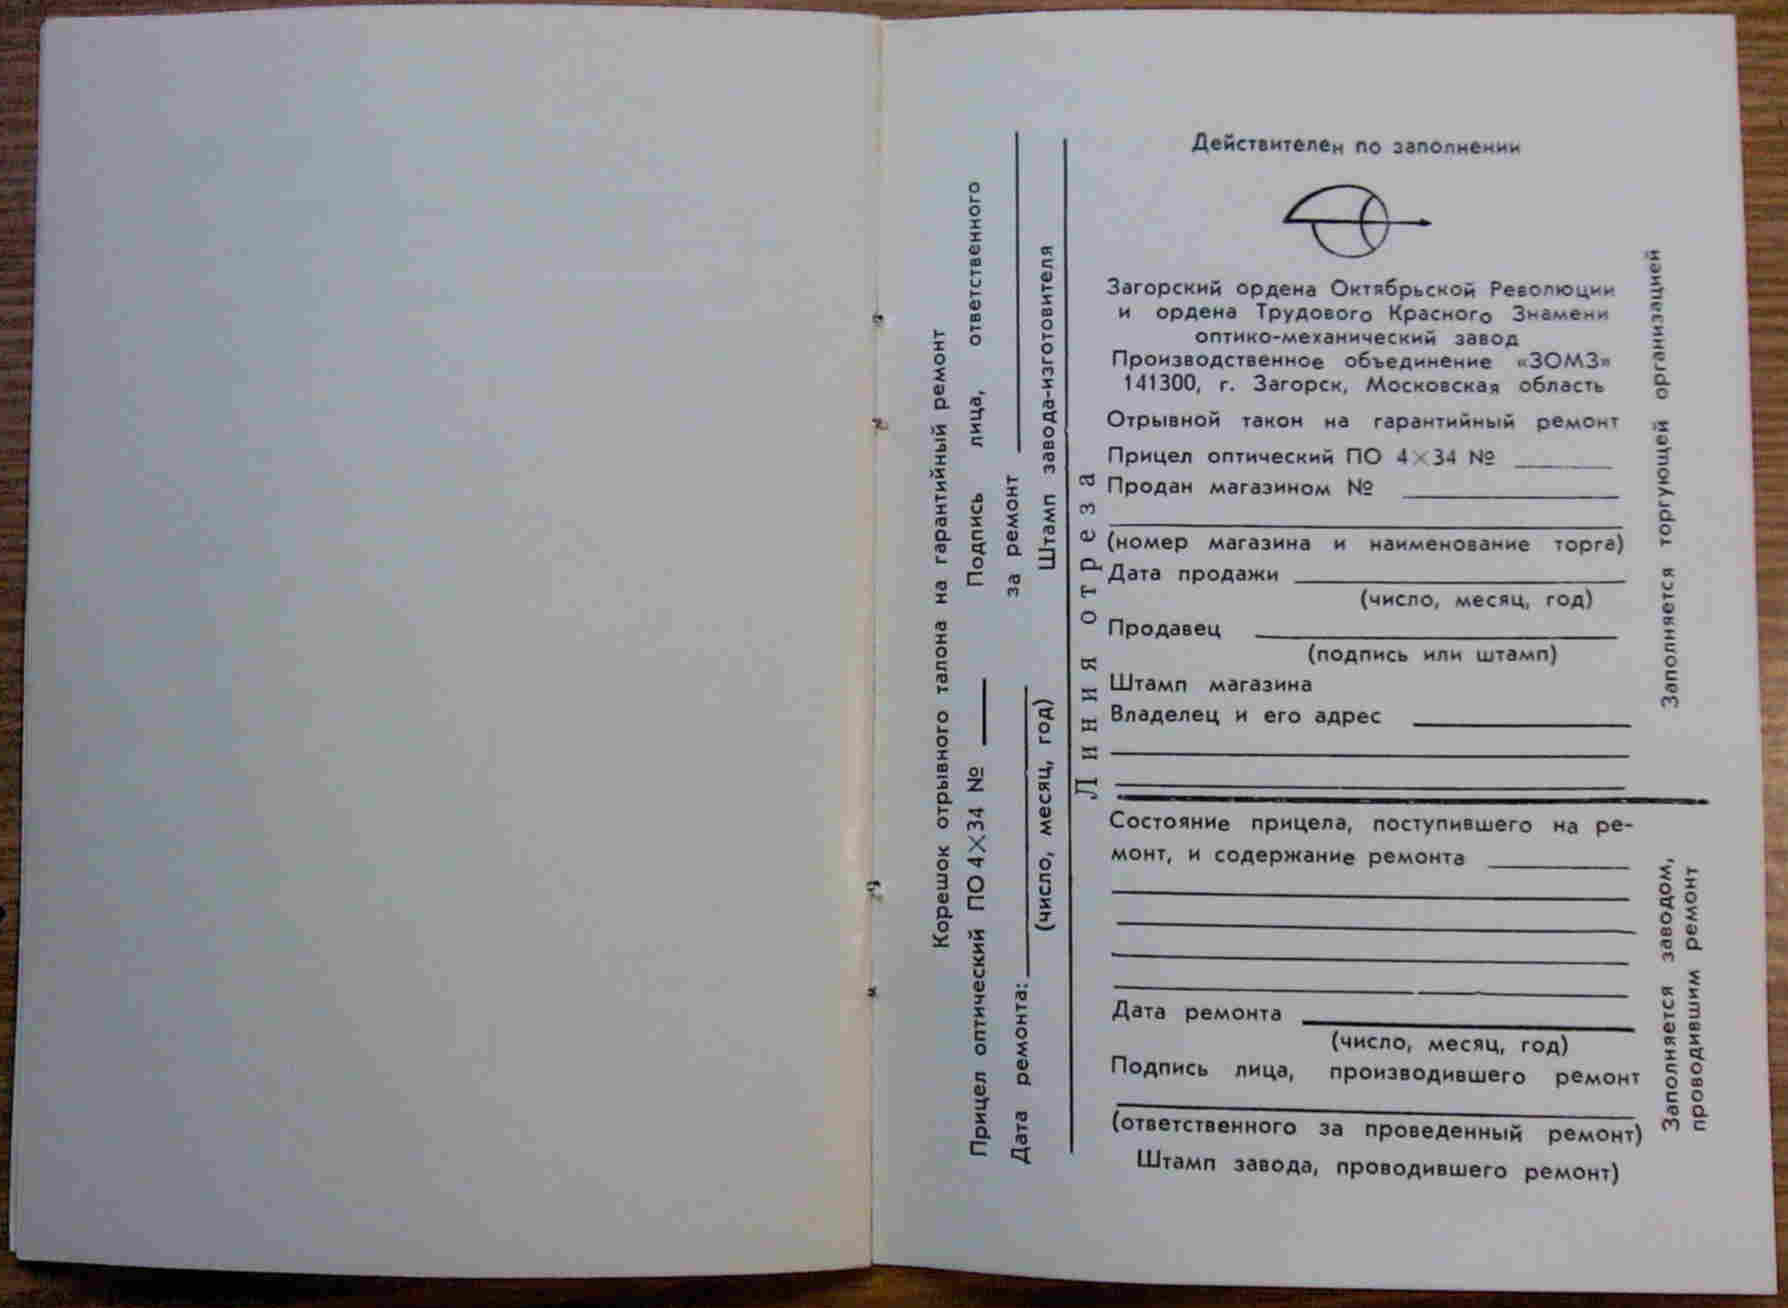 Корешок отрывного талона на гарантийный ремонт
Прицел оптический ПО 4×34 № Подпись лица, ответственного
Дата ремонта: за ремонт
(число, месяц, год) Штамп завода-изготовителя
Линия отреза
Действителен по заполнении
Загорский ордена Октябрьской Революции
и ордена Трудового Красного Знамени
оптико-механический завод
Производственное объединение «ЗОМЗ»
141300, г. Загорск, Московская область
Отрывной такон на гарантийный ремонт
Прицел оптический ПО 4×34 №
Продан магазином №
(номер магазина и наименование торга)
Дата продажи
(число, месяц, год)
Продавец
(подпись или штамп)
Штамп магазина
Владелец и его адрес
Заполняется торгующей организацией
Состояние прицела, поступившего на ре-
монт, и содержание ремонта
Дата ремонта
(число, месяц, год)
Подпись лица, производившего ремонт
(ответственного за проведенный ремонт)
Штамп завода, проводившего ремонт)
Заполняется заводом,
проводившим ремонт